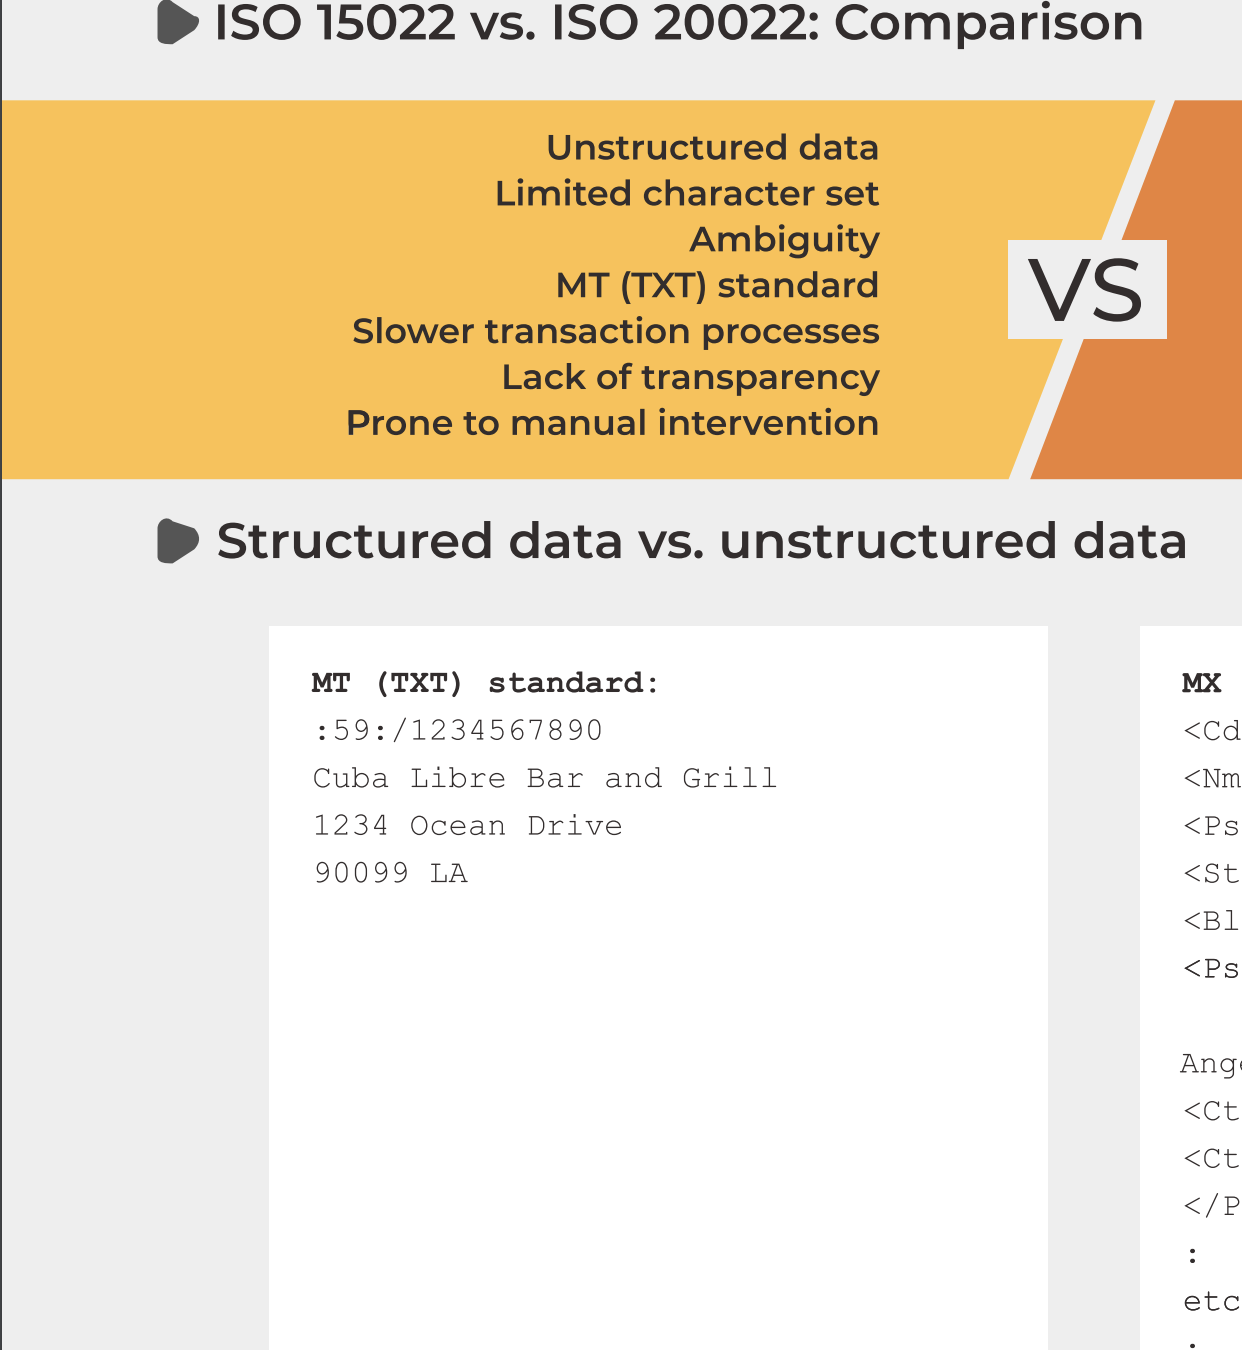 ISO 15022 vs. ISO 20022: Comparison
Unstructured data
Limited character set
Ambiguity
MT (TXT) standard
Slower transaction processes
Lack of transparency
Prone to manual intervention
VS
Structured data vs. unstructured data
MT (TXT) standard:
:59:/1234567890
Cuba Libre Bar and Grill
1234 Ocean Drive
90099 LA
MX
<Cd
<Nm
<Ps
<St
<Bl
<Ps
Ange
<Ct
<Ct
</P
:
etc
: